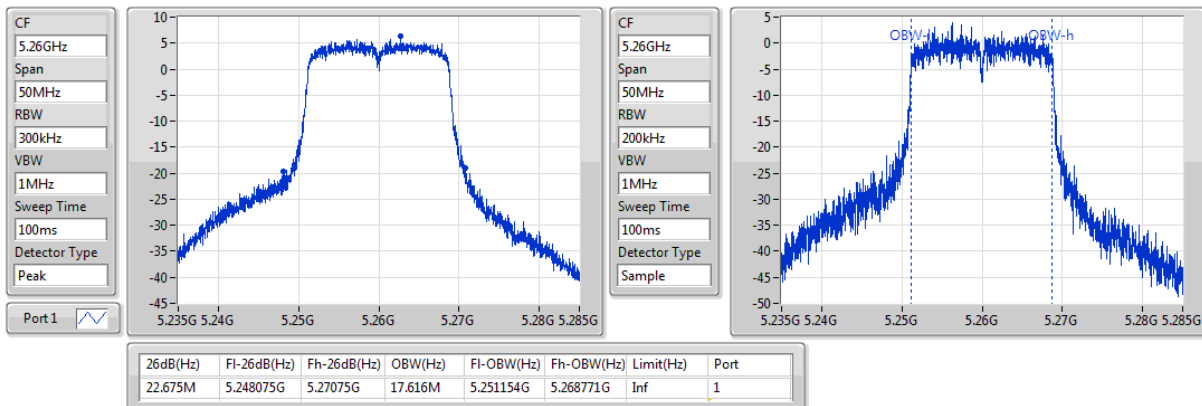 CF
5.26GHz
Span
50MHz
RBW
300kHz
VBW
1MHz
Sweep Time
100ms
Detector Type
Peak
Port 1
10
5
0
-5
-10
-15
-20
-25
-30
-35
-40
-45
5.235G 5.24G 5.25G 5.26G 5.27G 5.28G 5.285G
CF
5.26GHz
Span
50MHz
RBW
200kHz
VBW
1MHz
Sweep Time
100ms
Detector Type
Sample
5
0
-5
-10
-15
-20
-25
-30
-35
-40
-45
-50
OBW-h
5.235G 5.24G 5.25G 5.26G 5.27G 5.28G 5.285G
26dB(Hz) Fl-26dB(Hz) Fh-26dB(Hz) OBW(Hz) Fl-OBW(Hz) Fh-OBW(Hz) Limit(Hz) Port
22.675M 5.248075G 5.27075G 17.616M 5.251154G 5.268771G Inf 1